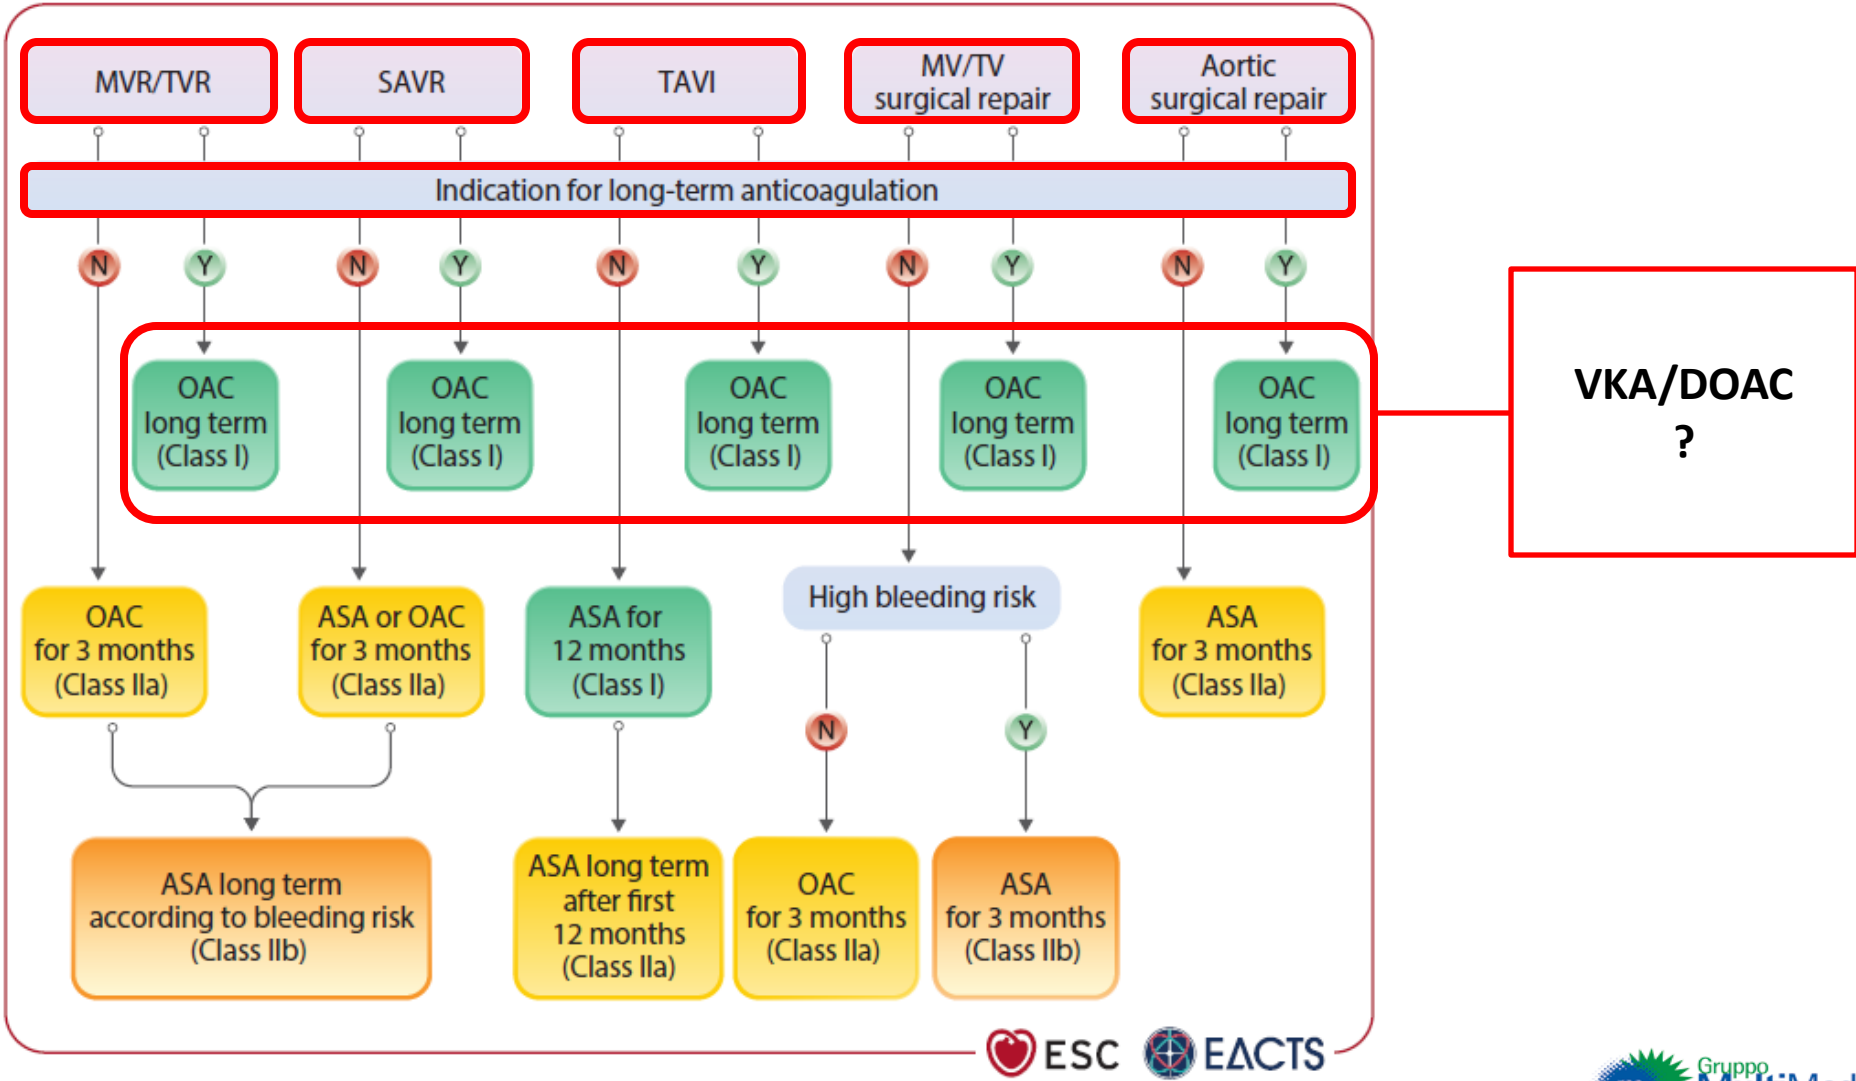 MVR/TVR
SAVR
TAVI
MV/TV
surgical repair
Aortic
surgical repair
Indication for long-term anticoagulation
N
Y
N
Y
N
Y
N
Y
N
Y
OAC
long term
(Class I)
OAC
long term
(Class I)
OAC
long term
(Class I)
OAC
long term
(Class I)
OAC
long term
(Class I)
VKA/DOAC
?
OAC
for 3 months
(Class IIa)
ASA or OAC
for 3 months
(Class IIa)
ASA for
12 months
(Class I)
High bleeding risk
ASA
for 3 months
(Class IIa)
N
Y
ASA long term
according to bleeding risk
(Class IIb)
ASA long term
after first
12 months
(Class IIa)
OAC
for 3 months
(Class IIa)
ASA
for 3 months
(Class IIb)
ESC
EACTS
Gruppo